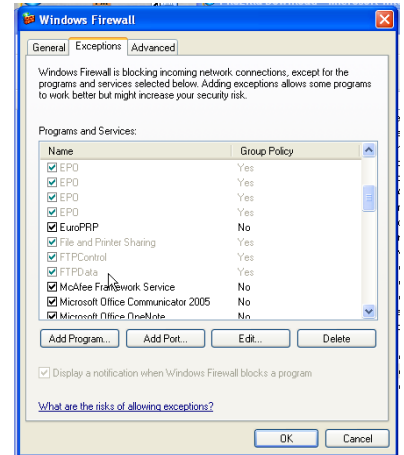 Windows Firewall
General Exceptions Advanced
Windows Firewall is blocking incoming network connections, except for the
programs and services selected below. Adding exceptions allows some programs
to work better but might increase your security risk.
Programs and Services:
Name Group Policy
EPO Yes
EPO Yes
EPO Yes
EPO Yes
EuroPRP No
File and Printer Sharing Yes
FTPControl Yes
FTPData Yes
McAfee Framework Service No
Microsoft Office Communicator 2005 No
Microsoft Office OneNote No
Add Program... Add Port... Edit... Delete
Display a notification when Windows Firewall blocks a program
What are the risks of allowing exceptions?
OK Cancel